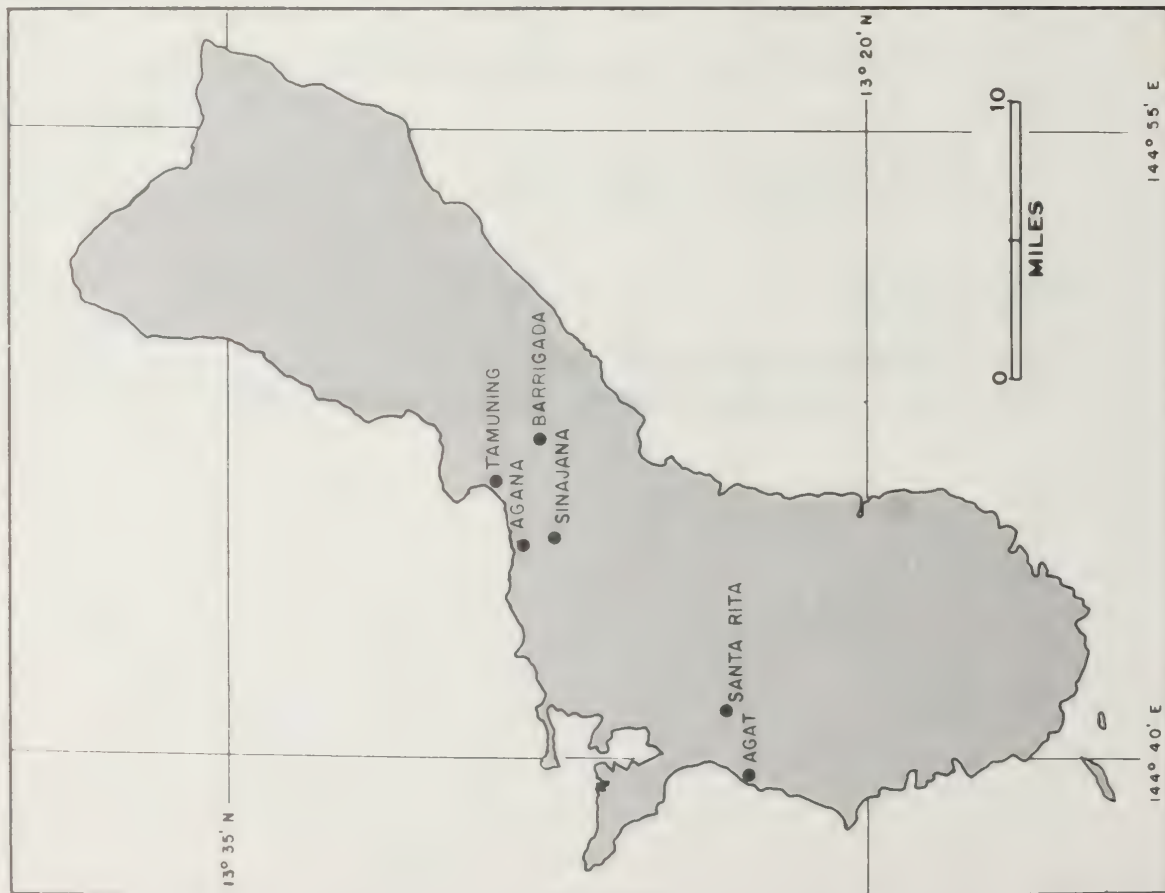 13° 35' N
TAMUNING
AGANA
BARRIGADA
SINAJANA
SANTA RITA
AGAT
13° 20' N
0 10
MILES
144° 40' E
144° 55' E